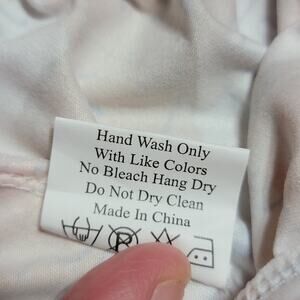 Hand Wash Only
With Like Colors
No Bleach Hang Dry
Do Not Dry Clean
Made In China